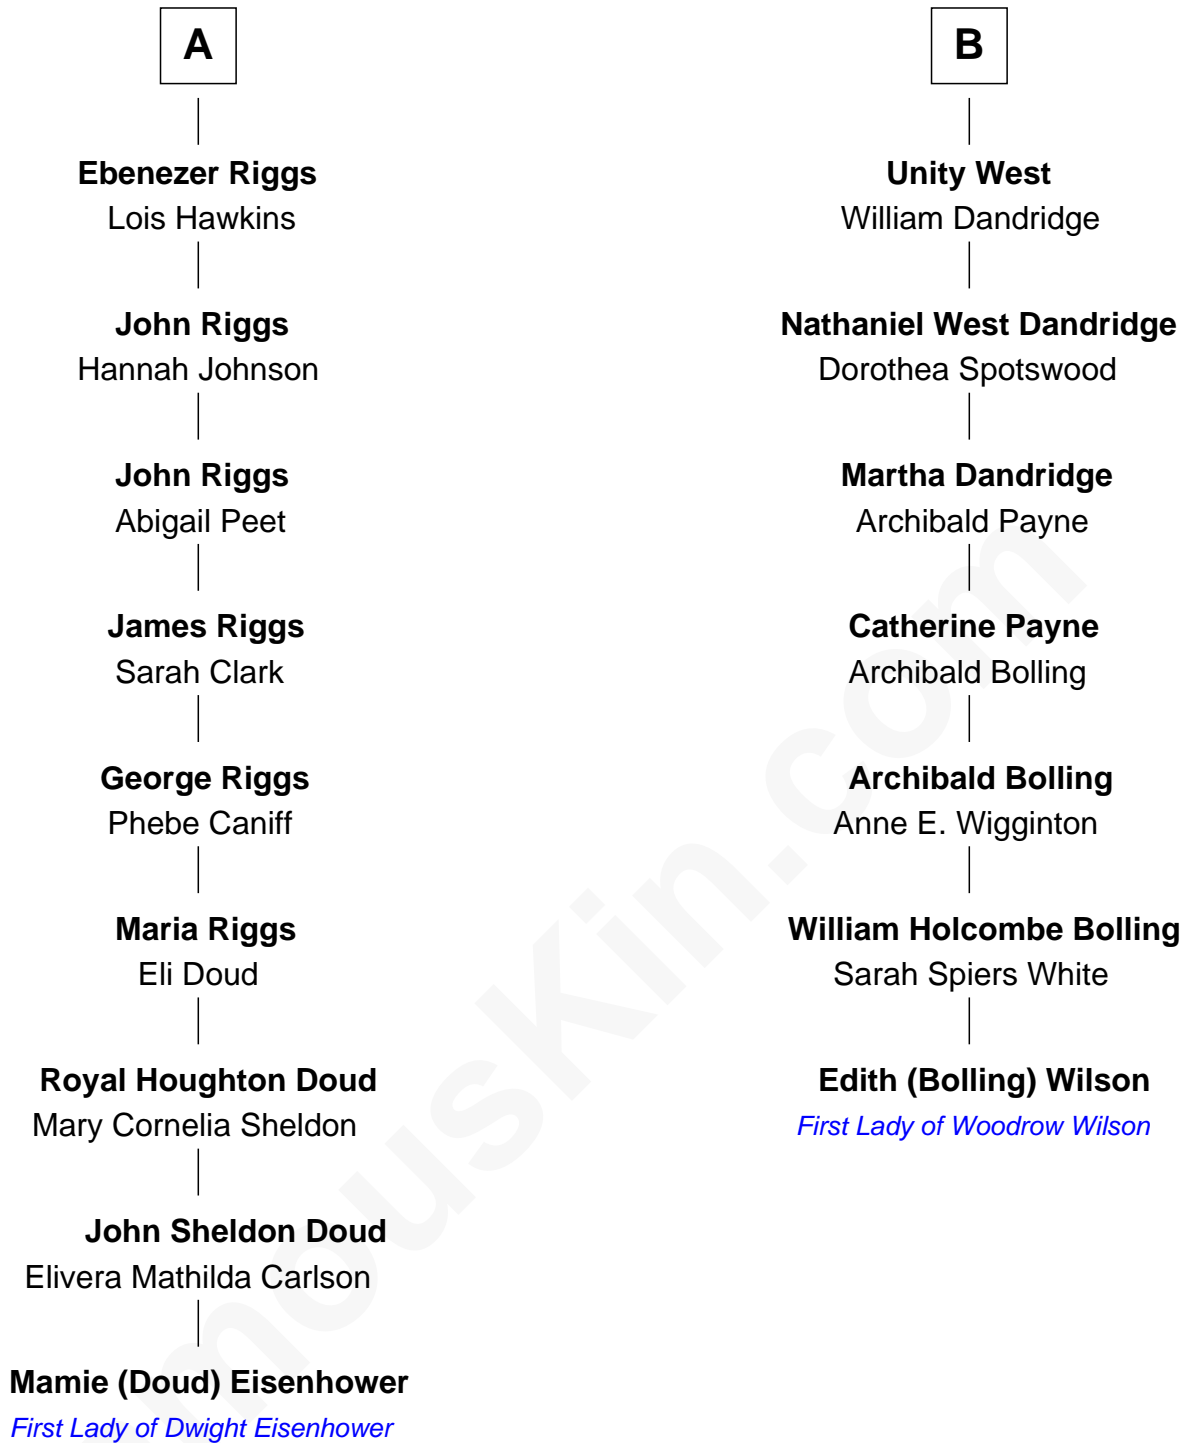 A
Ebenezer Riggs
Lois Hawkins
John Riggs
Hannah Johnson
John Riggs
Abigail Peet
James Riggs
Sarah Clark
George Riggs
Phebe Caniff
Maria Riggs
Eli Doud
Royal Houghton Doud
Mary Cornelia Sheldon
John Sheldon Doud
Elivera Mathilda Carlson
Mamie (Doud) Eisenhower
First Lady of Dwight Eisenhower
B
Unity West
William Dandridge
Nathaniel West Dandridge
Dorothea Spotswood
Martha Dandridge
Archibald Payne
Catherine Payne
Archibald Bolling
Archibald Bolling
Anne E. Wigginton
William Holcombe Bolling
Sarah Spiers White
Edith (Bolling) Wilson
First Lady of Woodrow Wilson
mousKin.com